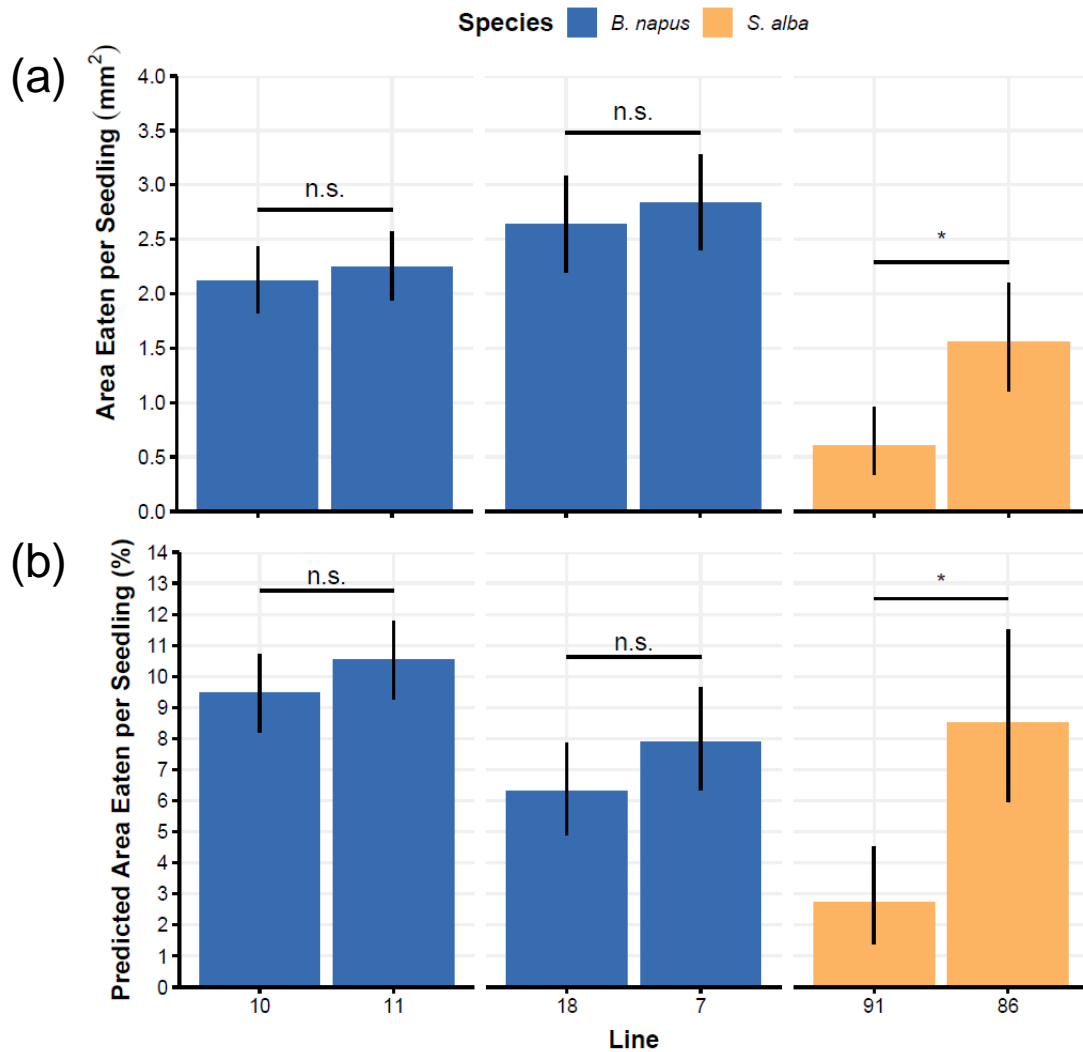 Species B. napus S. alba
(a)
Area Eaten per Seedling (mm²)
4.0
3.5
3.0
2.5
2.0
1.5
1.0
0.5
0.0
n.s.
n.s.
*
(b)
Predicted Area Eaten per Seedling (%)
14
13
12
11
10
9
8
7
6
5
4
3
2
1
0
n.s.
n.s.
*
10 11 18 7 91 86
Line